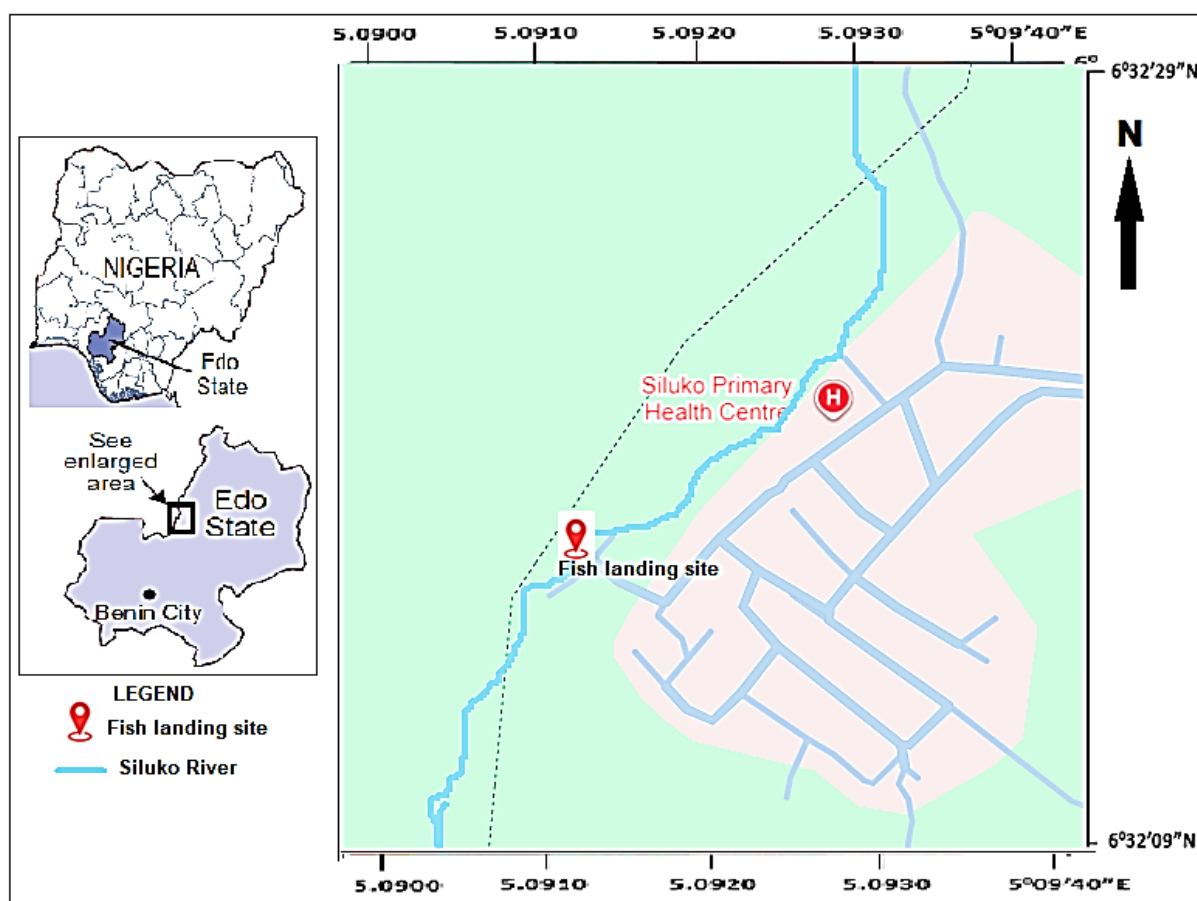 5.0900 5.0910 5.0920 5.0930 5°09'40"E
6°
6°32'29"N
N
NIGERIA
Edo
State
See
enlarged
area
Edo
State
Benin City
LEGEND
Fish landing site
Siluko River
Siluko Primary
Health Centre
H
Fish landing site
6°32'09"N
5.0900 5.0910 5.0920 5.0930 5°09'40"E